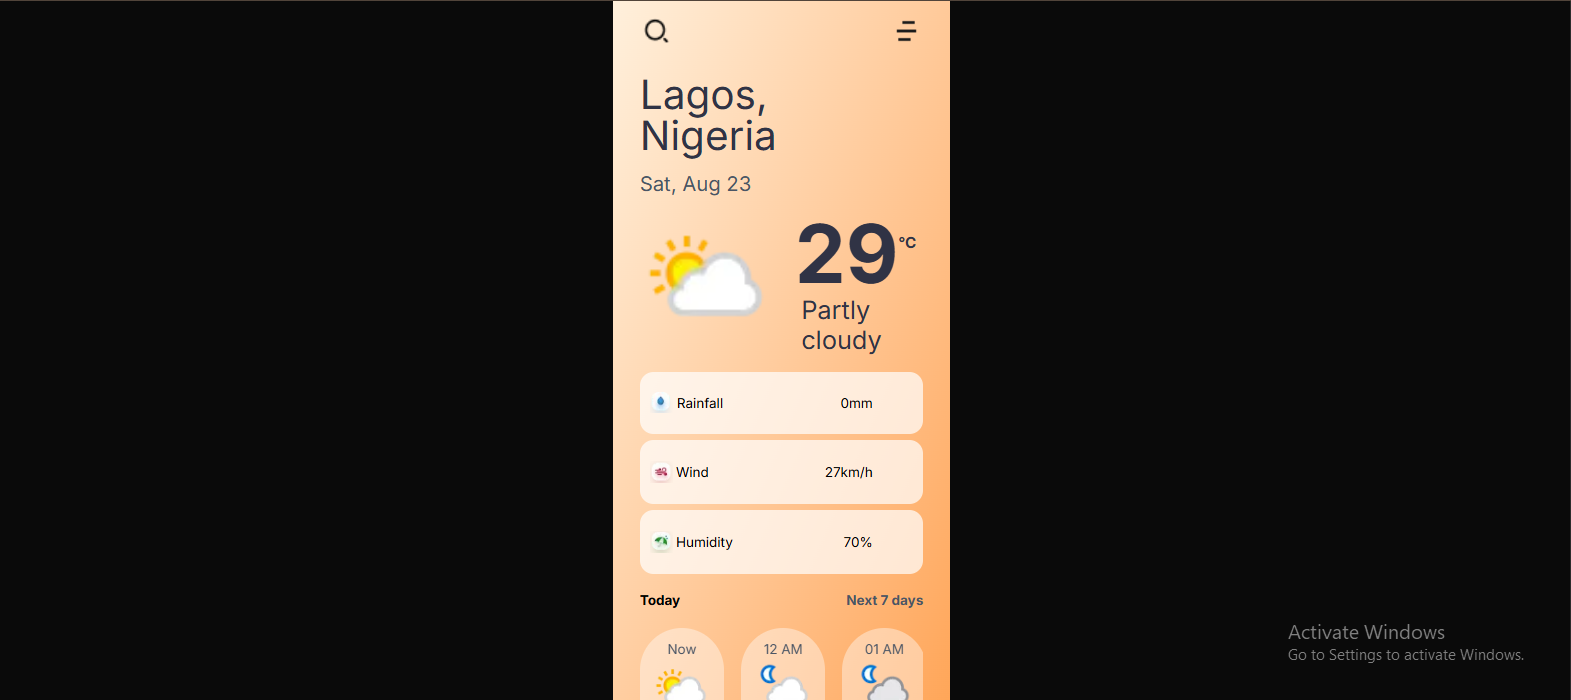 Lagos,
Nigeria
Sat, Aug 23
29 °C
Partly
cloudy
Rainfall 0mm
Wind 27km/h
Humidity 70%
Today Next 7 days
Now 12 AM 01 AM
Activate Windows
Go to Settings to activate Windows.